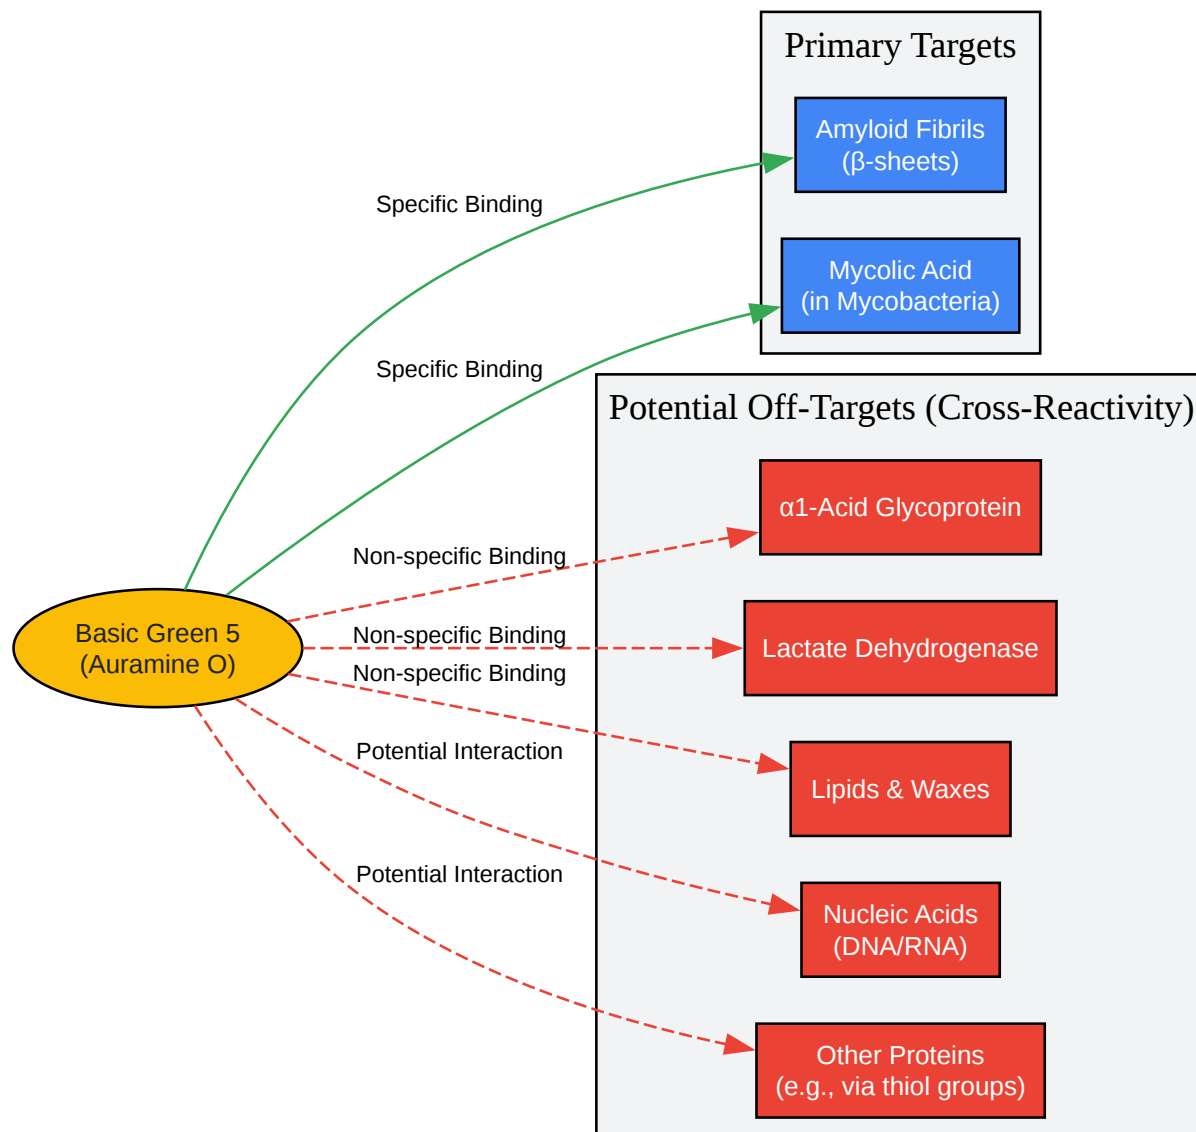 Primary Targets
Amyloid Fibrils
(β-sheets)
Specific Binding
Mycolic Acid
(in Mycobacteria)
Specific Binding
Potential Off-Targets (Cross-Reactivity)
α1-Acid Glycoprotein
Non-specific Binding
Basic Green 5
(Auramine O)
Non-specific Binding
Lactate Dehydrogenase
Non-specific Binding
Potential Interaction
Lipids & Waxes
Potential Interaction
Nucleic Acids
(DNA/RNA)
Other Proteins
(e.g., via thiol groups)